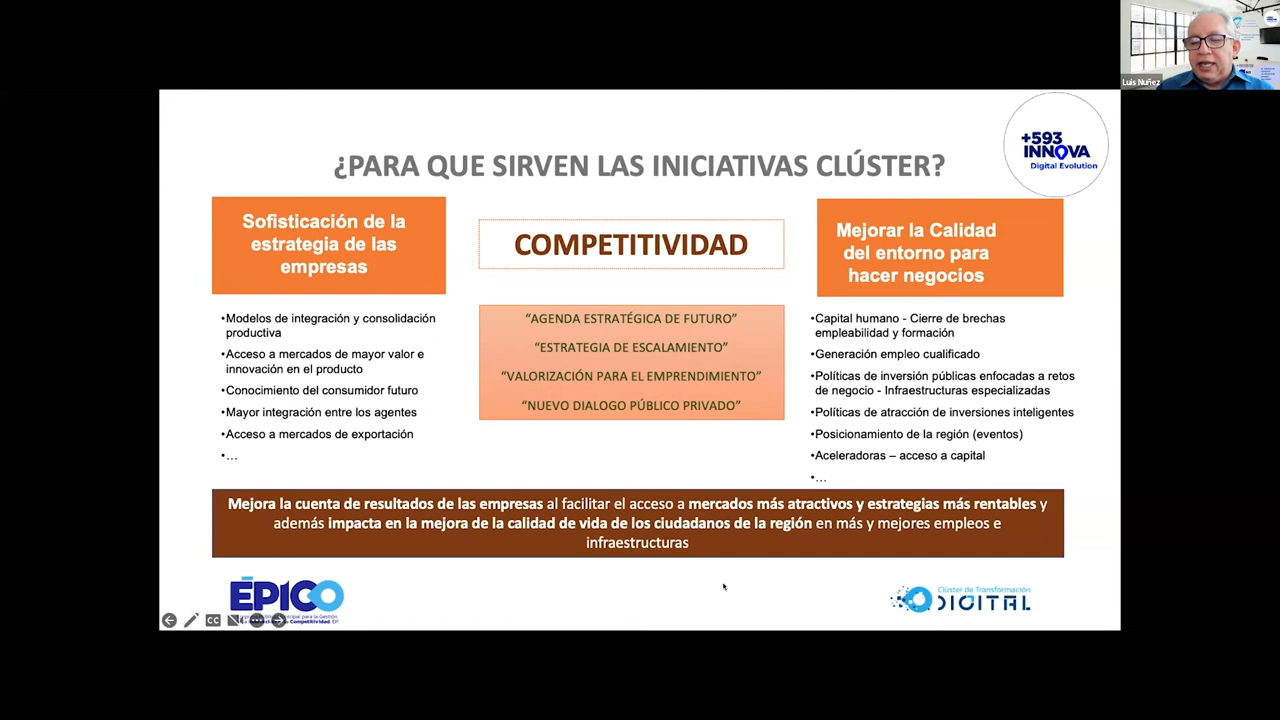 Luis Nuñez
+593
INNOVA
Digital Evolution
¿PARA QUE SIRVEN LAS INICIATIVAS CLÚSTER?
Sofisticación de la
estrategia de las
empresas
•Modelos de integración y consolidación
productiva
•Acceso a mercados de mayor valor e
innovación en el producto
•Conocimiento del consumidor futuro
•Mayor integración entre los agentes
•Acceso a mercados de exportación
•...
COMPETITIVIDAD
“AGENDA ESTRATÉGICA DE FUTURO”
“ESTRATEGIA DE ESCALAMIENTO”
“VALORIZACIÓN PARA EL EMPRENDIMIENTO”
“NUEVO DIALOGO PÚBLICO PRIVADO”
Mejorar la Calidad
del entorno para
hacer negocios
•Capital humano - Cierre de brechas
empleabilidad y formación
•Generación empleo cualificado
•Políticas de inversión públicas enfocadas a retos
de negocio - Infraestructuras especializadas
•Políticas de atracción de inversiones inteligentes
•Posicionamiento de la región (eventos)
•Aceleradoras – acceso a capital
•...
Mejora la cuenta de resultados de las empresas al facilitar el acceso a mercados más atractivos y estrategias más rentables y
además impacta en la mejora de la calidad de vida de los ciudadanos de la región en más y mejores empleos e
infraestructuras
ÉPICO
para la Gestión
Competitividad, EP.
CC
Clúster de Transformación
DIGITAL